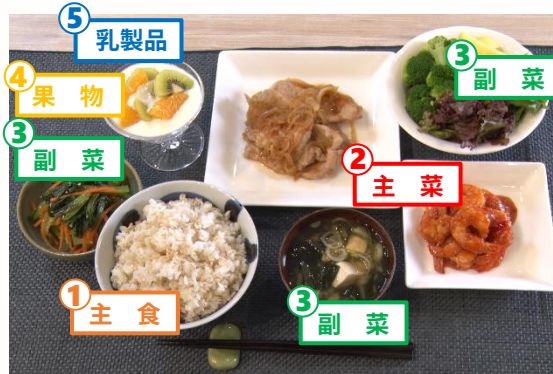 ⑤
乳製品
④
果 物
③
副 菜
③
副 菜
②
主 菜
①
主 食
③
副 菜